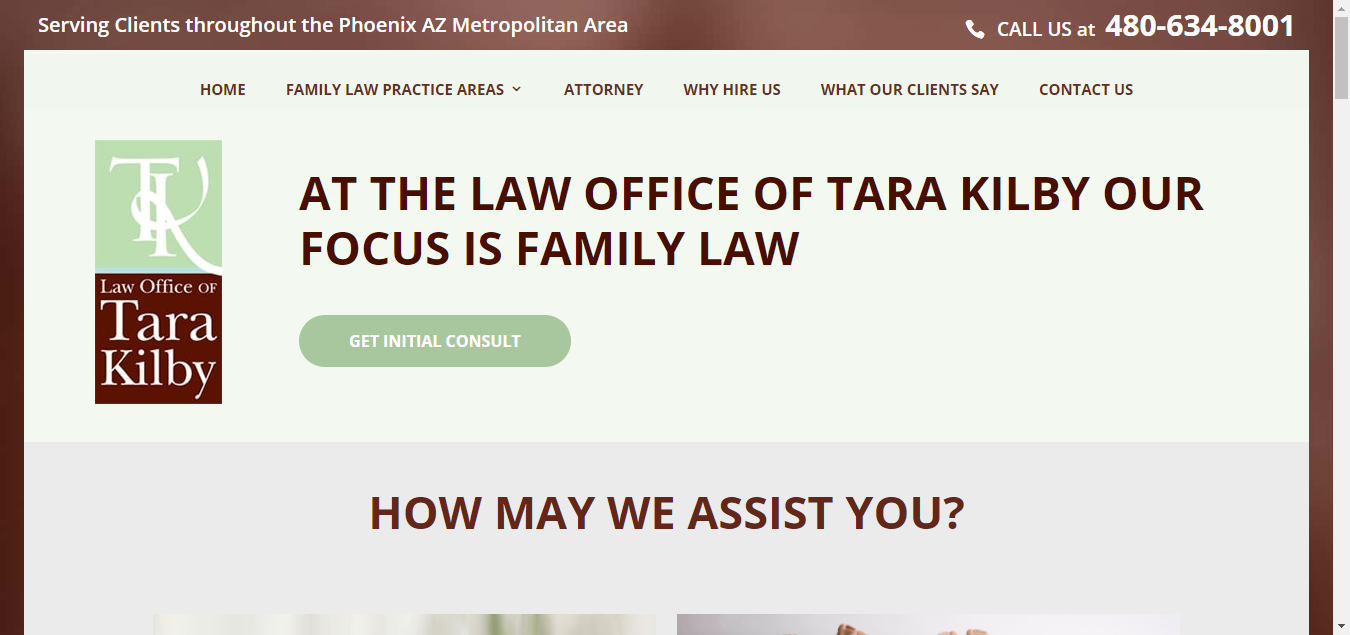 Serving Clients throughout the Phoenix AZ Metropolitan Area
CALL US at 480-634-8001
HOME FAMILY LAW PRACTICE AREAS ATTORNEY WHY HIRE US WHAT OUR CLIENTS SAY CONTACT US
TK
Law Office OF
Tara
Kilby
AT THE LAW OFFICE OF TARA KILBY OUR
FOCUS IS FAMILY LAW
GET INITIAL CONSULT
HOW MAY WE ASSIST YOU?